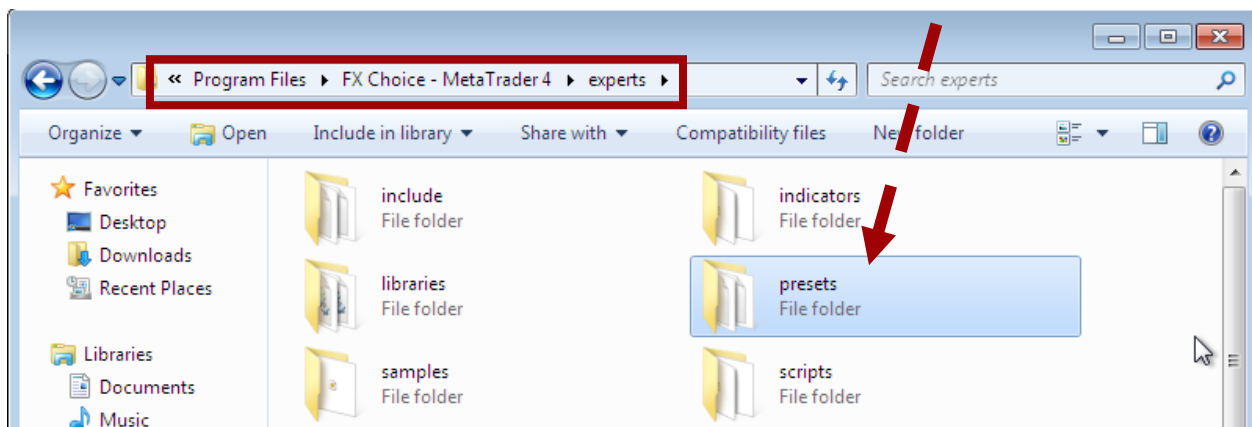 « Program Files ▸ FX Choice - MetaTrader 4 ▸ experts ▸
Search experts
Organize Open Include in library Share with Compatibility files New folder
Favorites
Desktop
Downloads
Recent Places
Libraries
Documents
Music
include
File folder
indicators
File folder
libraries
File folder
presets
File folder
samples
File folder
scripts
File folder